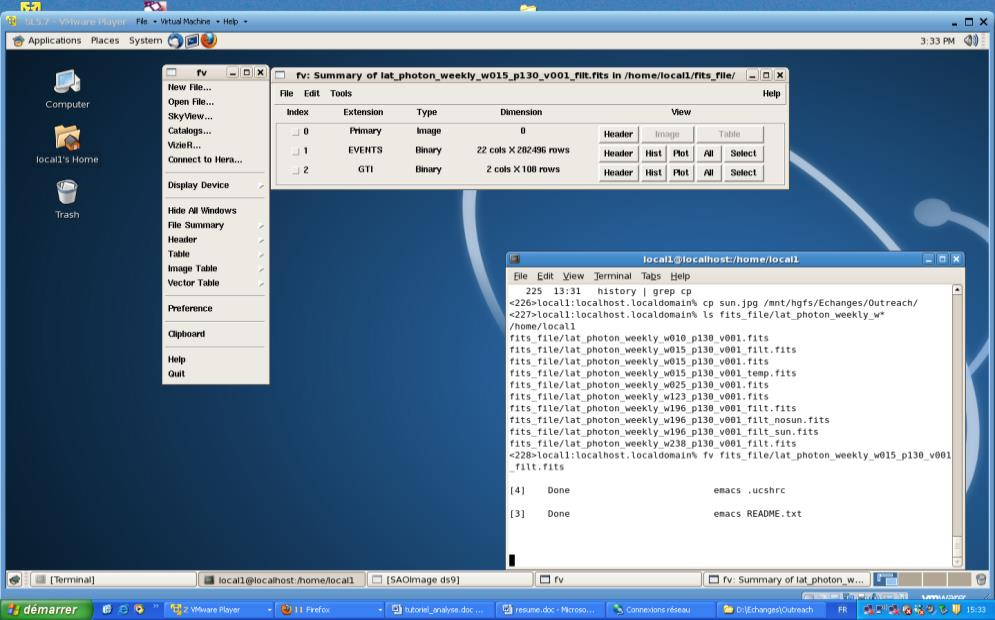 SL5.7 - VMware Player File Virtual Machine Help
Applications Places System 3:33 PM
Computer
local1's Home
Trash
fv
New File...
Open File...
SkyView...
Catalogs...
VizieR...
Connect to Hera...
Display Device
Hide All Windows
File Summary
Header
Table
Image Table
Vector Table
Preference
Clipboard
Help
Quit
fv: Summary of lat_photon_weekly_w015_p130_v001_filt.fits in /home/local1/fits_file/
File Edit Tools Help
Index Extension Type Dimension View
0 Primary Image 0 Header Image Table
1 EVENTS Binary 22 cols X 202496 rows Header Hist Plot All Select
2 GTI Binary 2 cols X 108 rows Header Hist Plot All Select
local1@localhost:/home/local1
File Edit View Terminal Tabs Help
225 13:31 history | grep cp
<226>local1:localhost.localdomain% cp sun.jpg /mnt/hgfs/Echanges/Outreach/
<227>local1:localhost.localdomain% ls fits_file/lat_photon_weekly_w*
/home/local1
fits_file/lat_photon_weekly_w010_p130_v001.fits
fits_file/lat_photon_weekly_w015_p130_v001_filt.fits
fits_file/lat_photon_weekly_w015_p130_v001.fits
fits_file/lat_photon_weekly_w015_p130_v001_temp.fits
fits_file/lat_photon_weekly_w025_p130_v001.fits
fits_file/lat_photon_weekly_w123_p130_v001.fits
fits_file/lat_photon_weekly_w196_p130_v001_filt.fits
fits_file/lat_photon_weekly_w196_p130_v001_filt_nosun.fits
fits_file/lat_photon_weekly_w196_p130_v001_filt_sun.fits
fits_file/lat_photon_weekly_w238_p130_v001_filt.fits
<228>local1:localhost.localdomain% fv fits_file/lat_photon_weekly_w015_p130_v001
_filt.fits
[4] Done emacs .ucshrc
[3] Done emacs README.txt
[Terminal] local1@localhost:/home/local1 [SAOImage ds9] fv fv: Summary of lat_photon_w...
vmware
démarrer 2 VMware Player 11 Firefox tutoriel_analyse.doc ... resume.doc - Microso... Connexions réseau D:\Echanges\Outreach FR 15:33